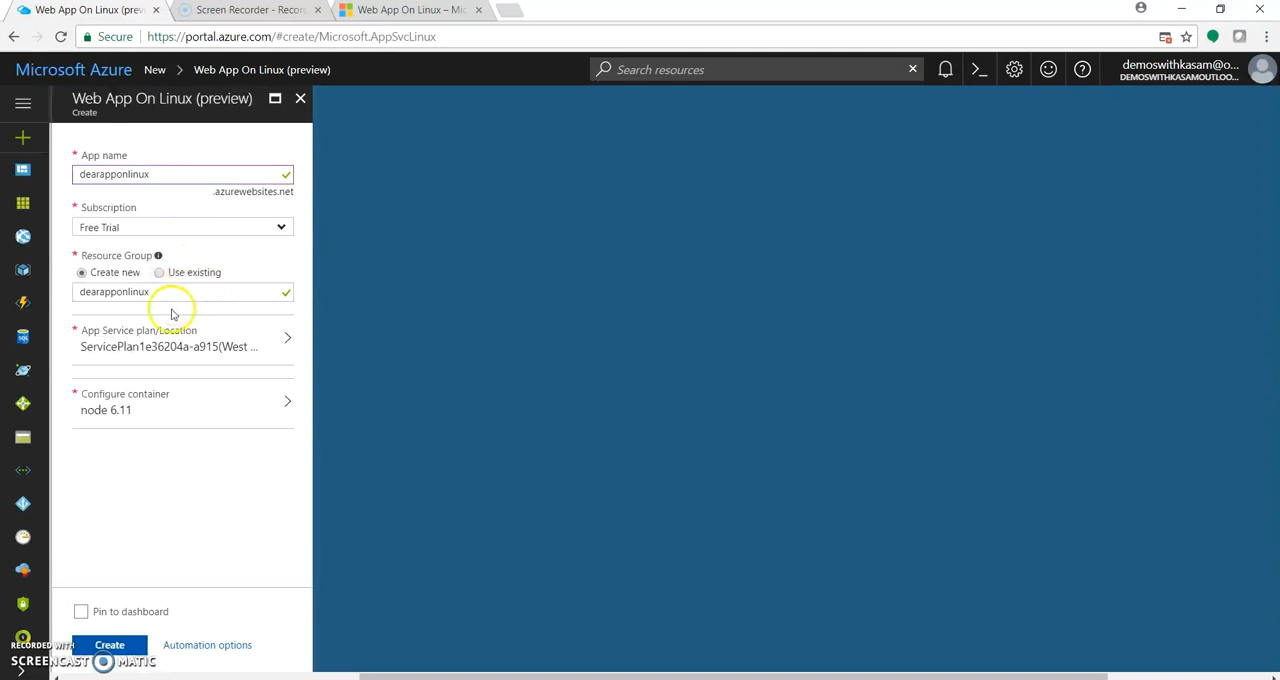 Web App On Linux (prev
Screen Recorder - Recor
Web App On Linux – Mic
Secure
https://portal.azure.com/#create/Microsoft.AppSvcLinux
Microsoft Azure
New > Web App On Linux (preview)
Search resources
demoswithkasam@o...
DEMOSWITHKASAMOUTLOO...
Web App On Linux (preview)
Create
* App name
dearapponlinux
.azurewebsites.net
* Subscription
Free Trial
* Resource Group
Create new
Use existing
dearapponlinux
* App Service plan/Location
ServicePlan1e36204a-a915(West ...
* Configure container
node 6.11
Pin to dashboard
Create
Automation options
RECORDED WITH
SCREENCAST MATIC